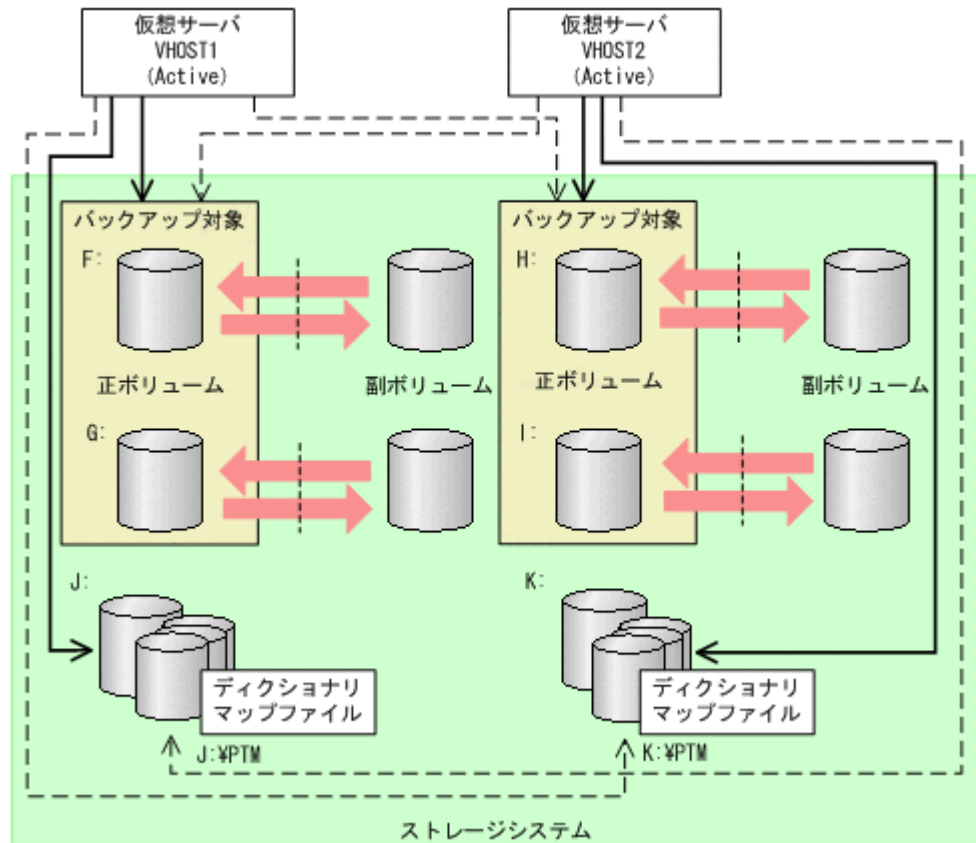 仮想サーバ
VHOST1
(Active)
仮想サーバ
VHOST2
(Active)
バックアップ対象
バックアップ対象
F:
H:
正ボリューム
副ボリューム
正ボリューム
副ボリューム
G:
I:
J:
K:
ディクショナリ
マップファイル
ディクショナリ
マップファイル
J:¥PTM
K:¥PTM
ストレージシステム